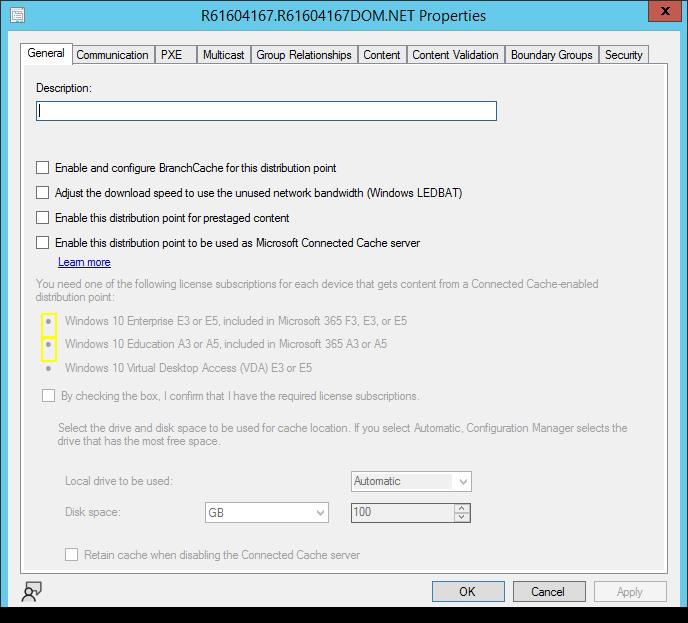 R61604167.R61604167DOM.NET Properties
x
General Communication PXE Multicast Group Relationships Content Content Validation Boundary Groups Security
Description:
Enable and configure BranchCache for this distribution point
Adjust the download speed to use the unused network bandwidth (Windows LEDBAT)
Enable this distribution point for prestaged content
Enable this distribution point to be used as Microsoft Connected Cache server
Learn more
You need one of the following license subscriptions for each device that gets content from a Connected Cache-enabled
distribution point:
• Windows 10 Enterprise E3 or E5, included in Microsoft 365 F3, E3, or E5
• Windows 10 Education A3 or A5, included in Microsoft 365 A3 or A5
• Windows 10 Virtual Desktop Access (VDA) E3 or E5
By checking the box, I confirm that I have the required license subscriptions.
Select the drive and disk space to be used for cache location. If you select Automatic, Configuration Manager selects the
drive that has the most free space.
Local drive to be used: Automatic
Disk space: GB 100
Retain cache when disabling the Connected Cache server
OK Cancel Apply